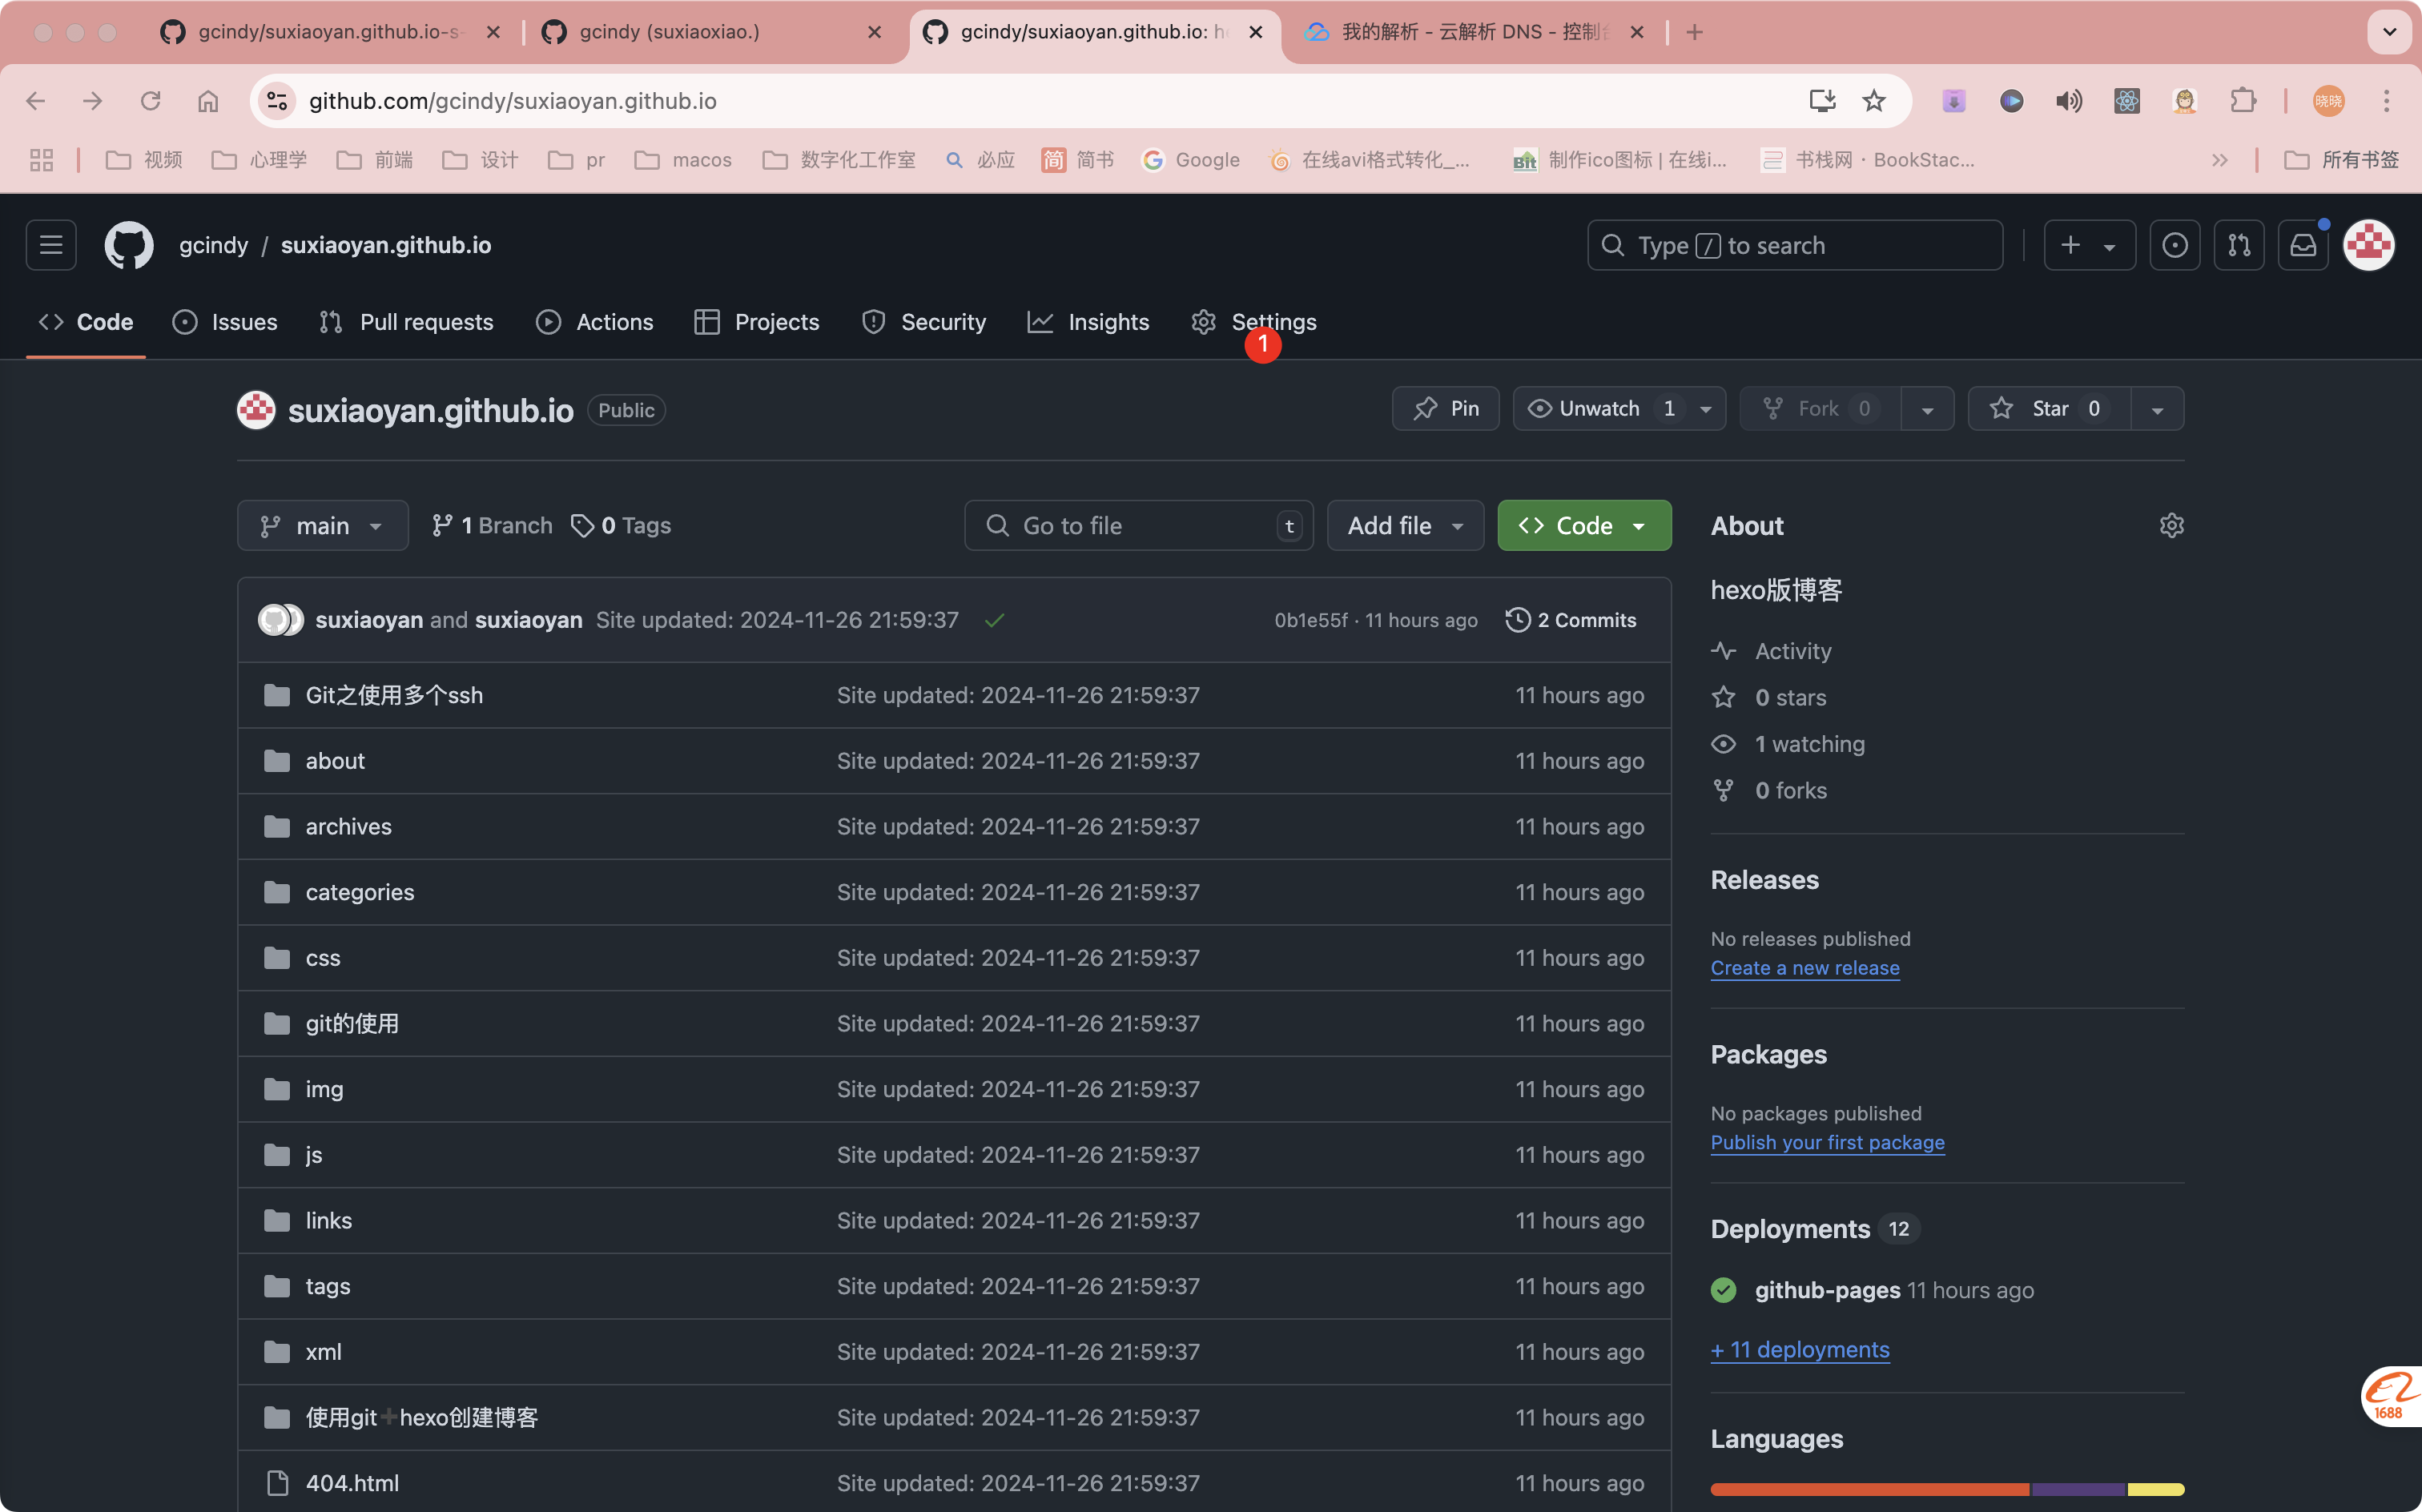 gcindy/suxiaoyan.github.io-s-
gcindy (suxiaoxiao.)
gcindy/suxiaoyan.github.io: he
我的解析 - 云解析 DNS - 控制台
github.com/gcindy/suxiaoyan.github.io
晓晓
视频
心理学
前端
设计
pr
macos
数字化工作室
必应
简 简书
Google
在线avi格式转化_...
Bit 制作ico图标 | 在线i...
书栈网 · BookStac...
所有书签
gcindy / suxiaoyan.github.io
Type / to search
Code
Issues
Pull requests
Actions
Projects
Security
Insights
Settings
1
suxiaoyan.github.io Public
Pin
Unwatch 1
Fork 0
Star 0
main
1 Branch
0 Tags
Go to file t
Add file
Code
suxiaoyan and suxiaoyan Site updated: 2024-11-26 21:59:37
0b1e55f · 11 hours ago
2 Commits
Git之使用多个ssh Site updated: 2024-11-26 21:59:37 11 hours ago
about Site updated: 2024-11-26 21:59:37 11 hours ago
archives Site updated: 2024-11-26 21:59:37 11 hours ago
categories Site updated: 2024-11-26 21:59:37 11 hours ago
css Site updated: 2024-11-26 21:59:37 11 hours ago
git的使用 Site updated: 2024-11-26 21:59:37 11 hours ago
img Site updated: 2024-11-26 21:59:37 11 hours ago
js Site updated: 2024-11-26 21:59:37 11 hours ago
links Site updated: 2024-11-26 21:59:37 11 hours ago
tags Site updated: 2024-11-26 21:59:37 11 hours ago
xml Site updated: 2024-11-26 21:59:37 11 hours ago
使用git➕hexo创建博客 Site updated: 2024-11-26 21:59:37 11 hours ago
404.html Site updated: 2024-11-26 21:59:37 11 hours ago
About
hexo版博客
Activity
0 stars
1 watching
0 forks
Releases
No releases published
Create a new release
Packages
No packages published
Publish your first package
Deployments 12
github-pages 11 hours ago
+ 11 deployments
Languages
1688